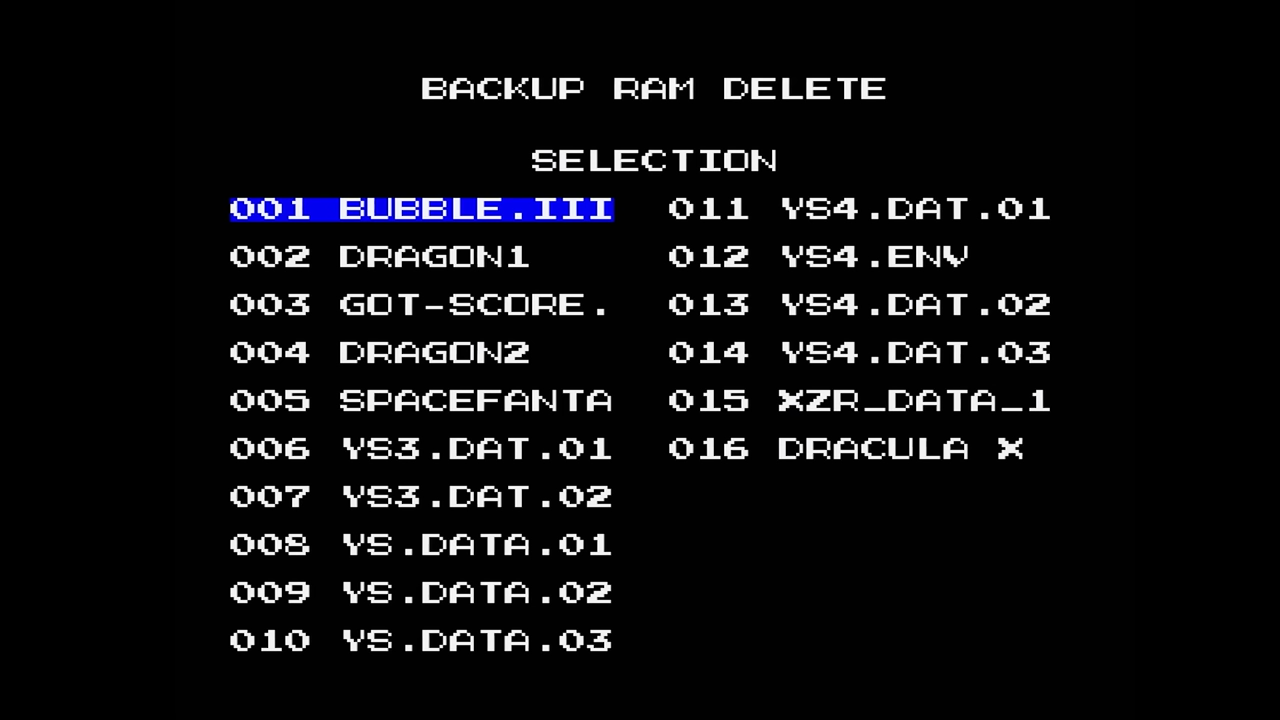 BACKUP RAM DELETE
SELECTION
001 BUBBLE.III 011 YS4.DAT.01
002 DRAGON1 012 YS4.ENV
003 GOT-SCORE. 013 YS4.DAT.02
004 DRAGON2 014 YS4.DAT.03
005 SPACEFANTA 015 XZR_DATA_1
006 YS3.DAT.01 016 DRACULA X
007 YS3.DAT.02
008 YS.DATA.01
009 YS.DATA.02
010 YS.DATA.03